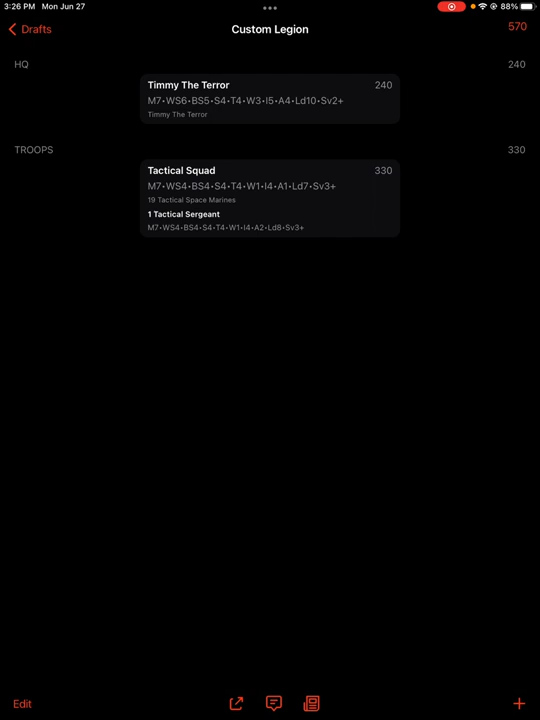 3:26 PM Mon Jun 27
88%
Drafts
Custom Legion
570
HQ
240
Timmy The Terror
240
M7•WS6•BS5•S4•T4•W3•I5•A4•Ld10•Sv2+
Timmy The Terror
TROOPS
330
Tactical Squad
330
M7•WS4•BS4•S4•T4•W1•I4•A1•Ld7•Sv3+
19 Tactical Space Marines
1 Tactical Sergeant
M7•WS4•BS4•S4•T4•W1•I4•A2•Ld8•Sv3+
Edit